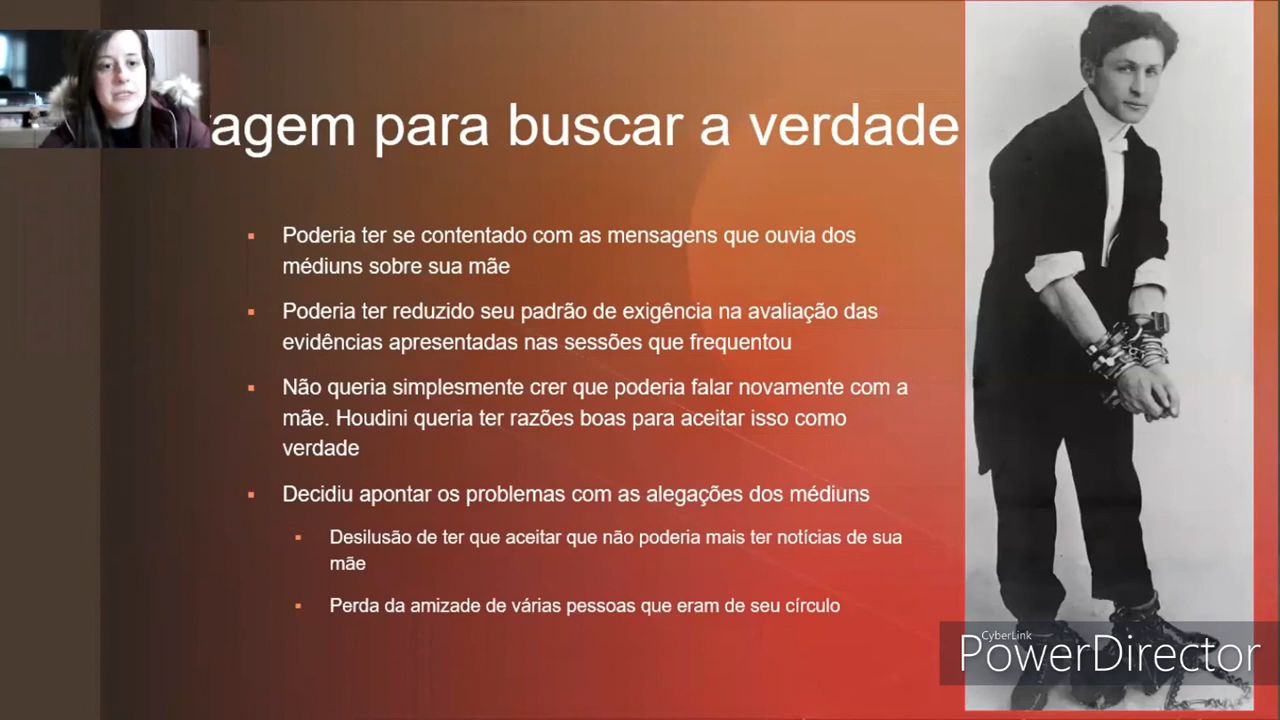 agem para buscar a verdade
Poderia ter se contentado com as mensagens que ouvia dos
médiuns sobre sua mãe
Poderia ter reduzido seu padrão de exigência na avaliação das
evidências apresentadas nas sessões que frequentou
Não queria simplesmente crer que poderia falar novamente com a
mãe. Houdini queria ter razões boas para aceitar isso como
verdade
Decidiu apontar os problemas com as alegações dos médiuns
Desilusão de ter que aceitar que não poderia mais ter notícias de sua
mãe
Perda da amizade de várias pessoas que eram de seu círculo
CyberLink
PowerDirector